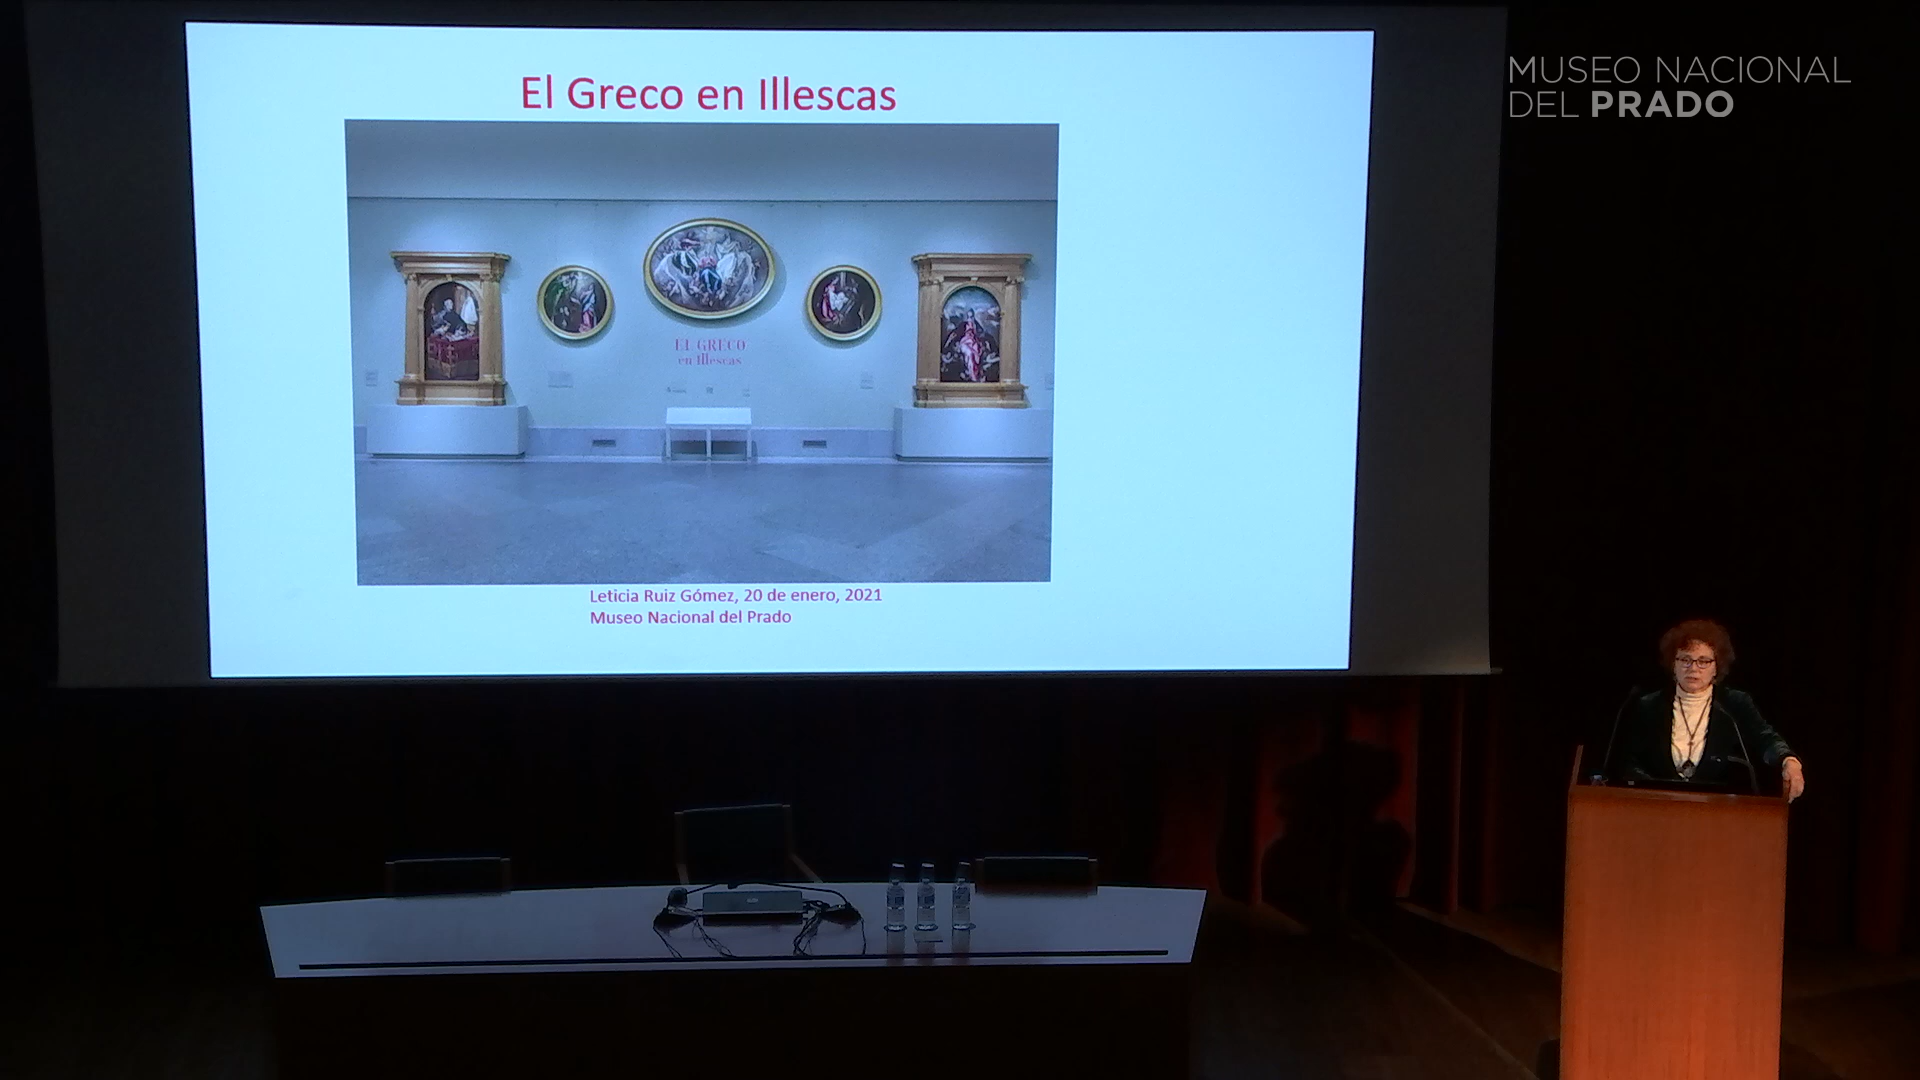 El Greco en Illescas
MUSEO NACIONAL
DEL PRADO
EL GRECO
en Illescas
Leticia Ruiz Gómez, 20 de enero, 2021
Museo Nacional del Prado